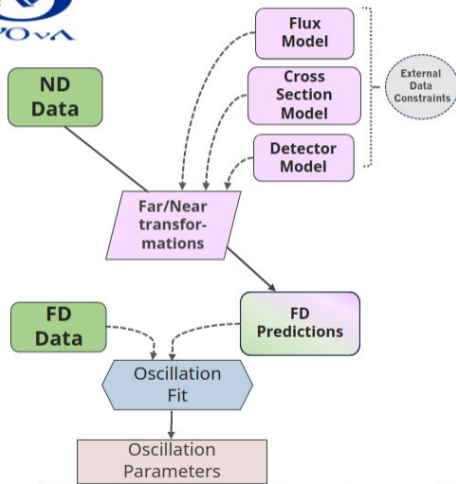 Flux
Model
ND
Data
Cross
Section
Model
External
Data
Constraints
Detector
Model
Far/Near
transfor-
mations
FD
Data
FD
Predictions
Oscillation
Fit
Oscillation
Parameters